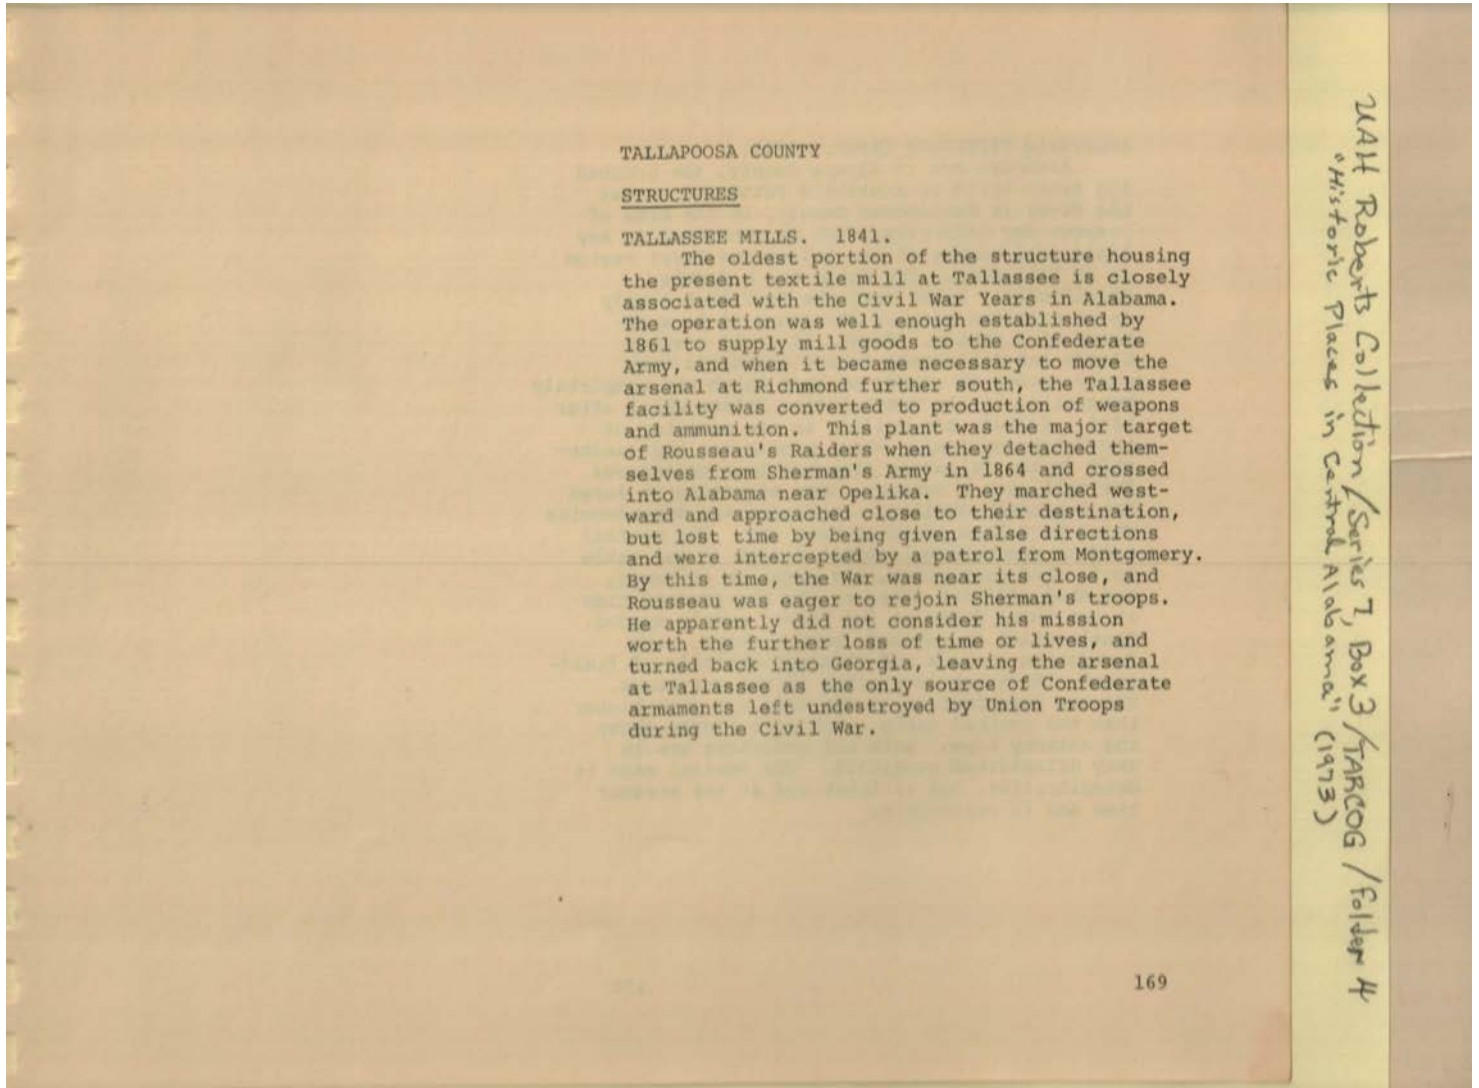 TALLAPOOSA COUNTY
STRUCTURES
TALLASSEE MILLS. 1841.
The oldest portion of the structure housing
the present textile mill at Tallassee is closely
associated with the Civil War Years in Alabama.
The operation was well enough established by
1861 to supply mill goods to the Confederate
Army, and when it became necessary to move the
arsenal at Richmond further south, the Tallassee
facility was converted to production of weapons
and ammunition. This plant was the major target
of Rousseau's Raiders when they detached them-
selves from Sherman's Army in 1864 and crossed
into Alabama near Opelika. They marched west-
ward and approached close to their destination,
but lost time by being given false directions
and were intercepted by a patrol from Montgomery.
By this time, the War was near its close, and
Rousseau was eager to rejoin Sherman's troops.
He apparently did not consider his mission
worth the further loss of time or lives, and
turned back into Georgia, leaving the arsenal
at Tallassee as the only source of Confederate
armaments left undestroyed by Union Troops
during the Civil War.
169
UAH Roberts Collection/Series 7, Box 3/TARCOG/Folder 4
"Historic Places in Central Alabama" (1973)